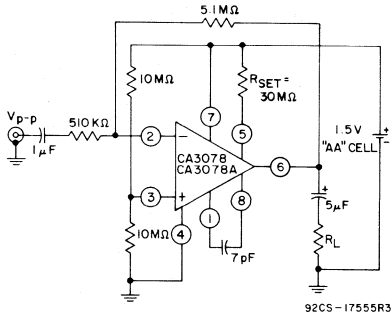 5.1MΩ
10MΩ
RSET=
30MΩ
Vp-p
510KΩ
1µF
7
5
1.5V
"AA" CELL
+
-
2
-
CA3078
CA3078A
6
3
+
+
5µF
1
8
4
10MΩ
7pF
RL
92CS-17555R3